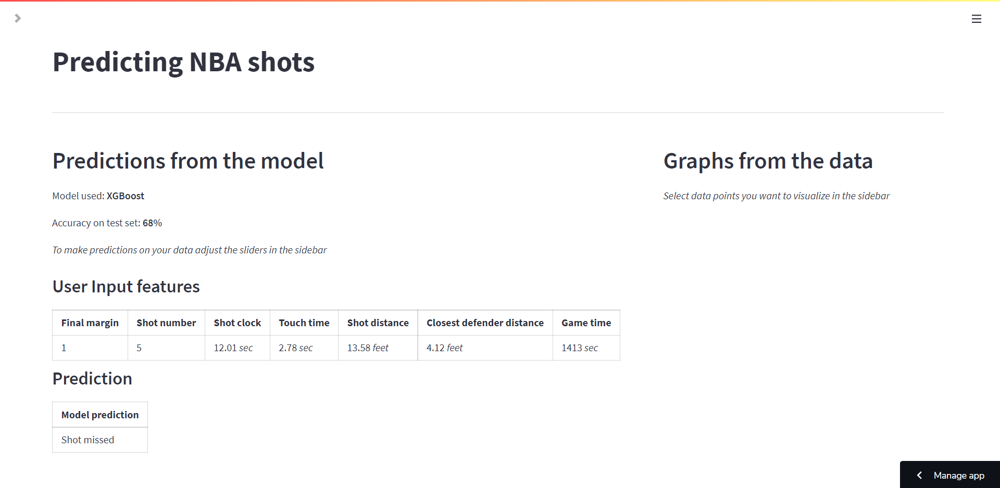 Predicting NBA shots
Predictions from the model
Model used: XGBoost
Accuracy on test set: 68%
To make predictions on your data adjust the sliders in the sidebar
User Input features
Final margin Shot number Shot clock Touch time Shot distance Closest defender distance Game time
1 5 12.01 sec 2.78 sec 13.58 feet 4.12 feet 1413 sec
Prediction
Model prediction
Shot missed
Graphs from the data
Select data points you want to visualize in the sidebar
Manage app